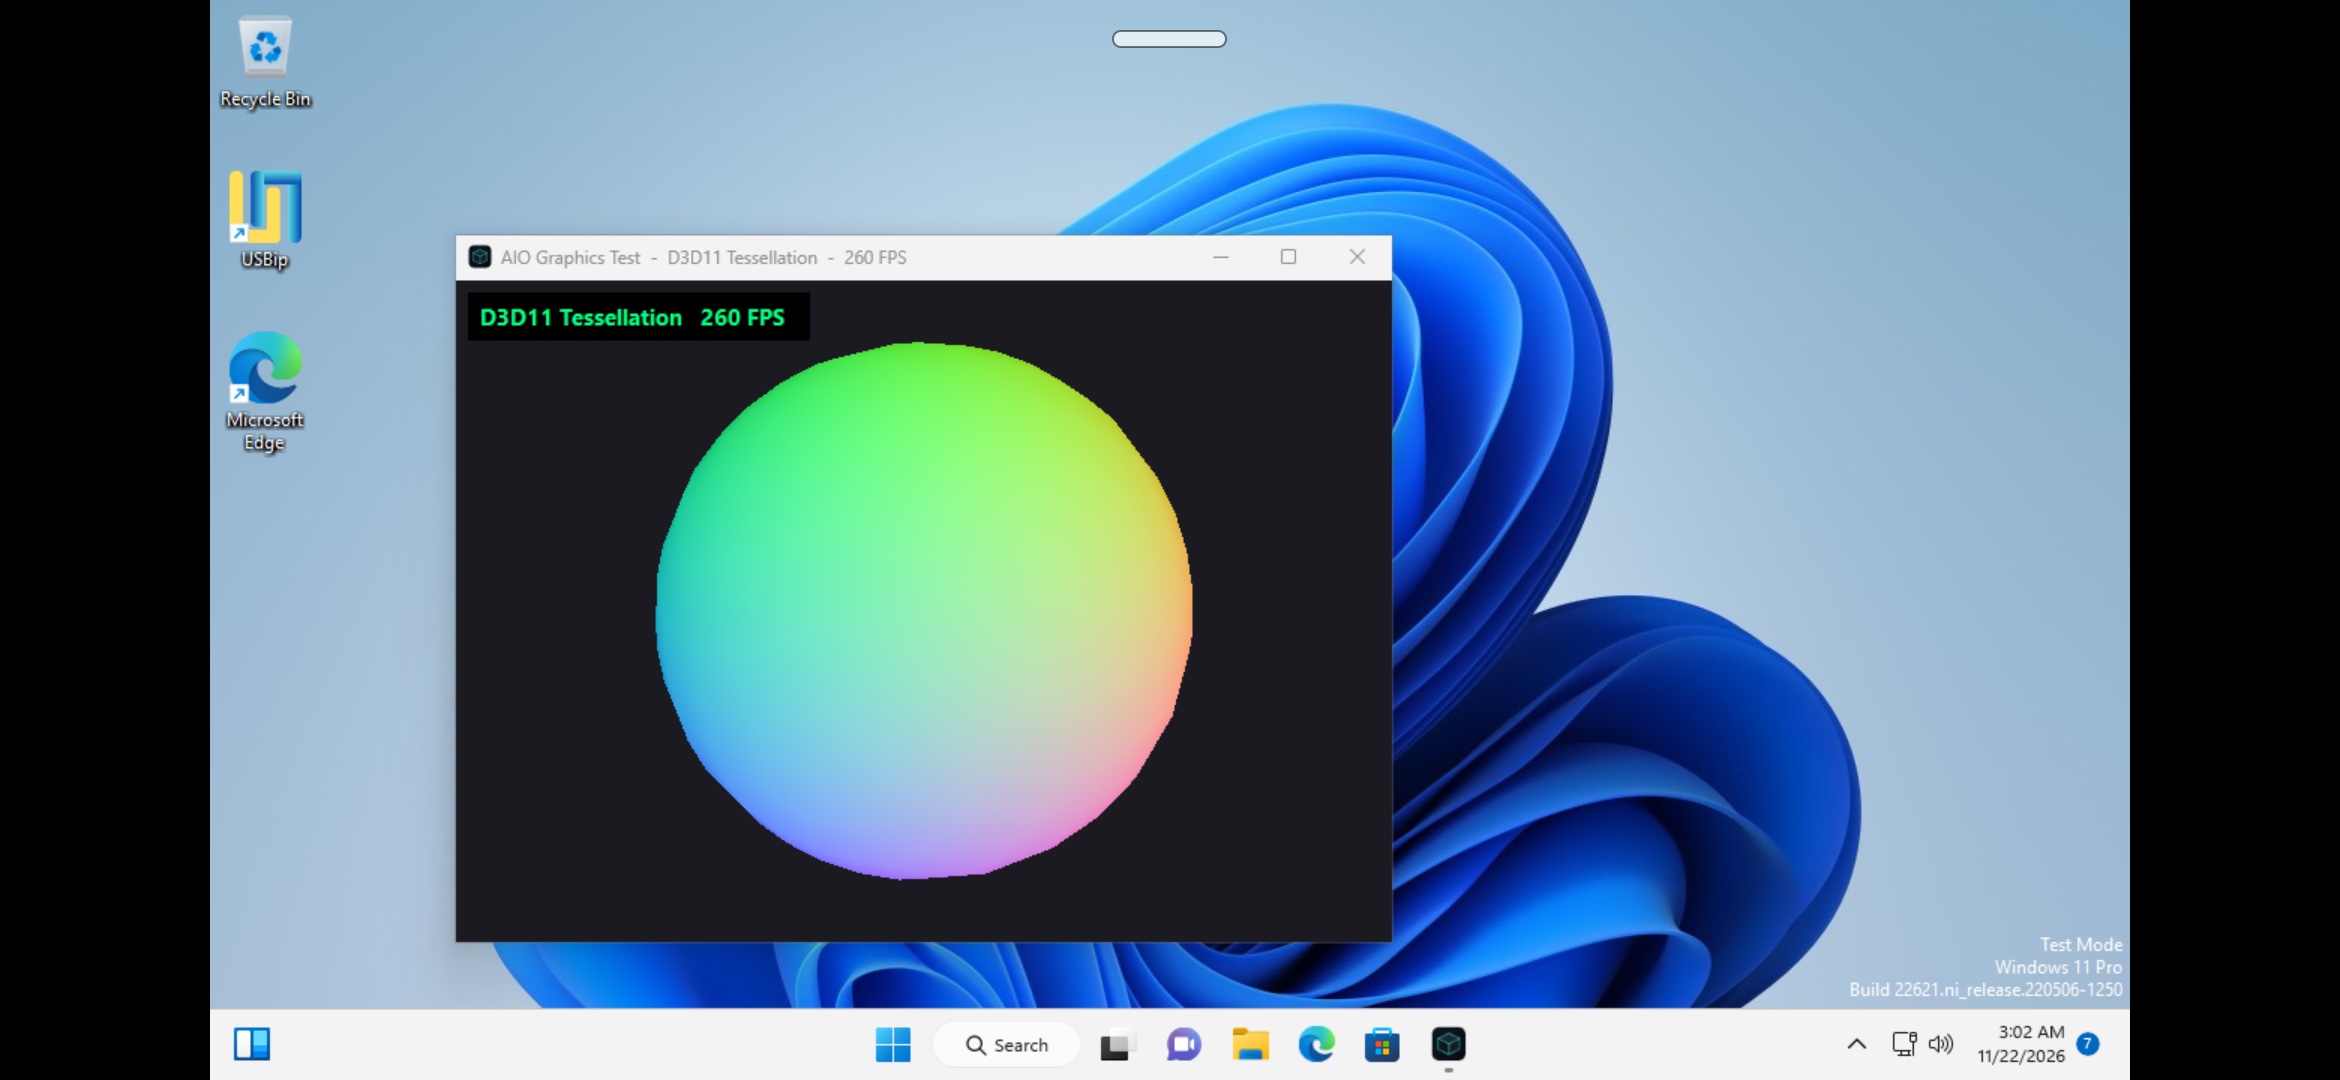 Recycle Bin
USBip
Microsoft
Edge
AIO Graphics Test - D3D11 Tessellation - 260 FPS
D3D11 Tessellation 260 FPS
Test Mode
Windows 11 Pro
Build 22621.ni_release.220506-1250
Search
3:02 AM
11/22/2026
7